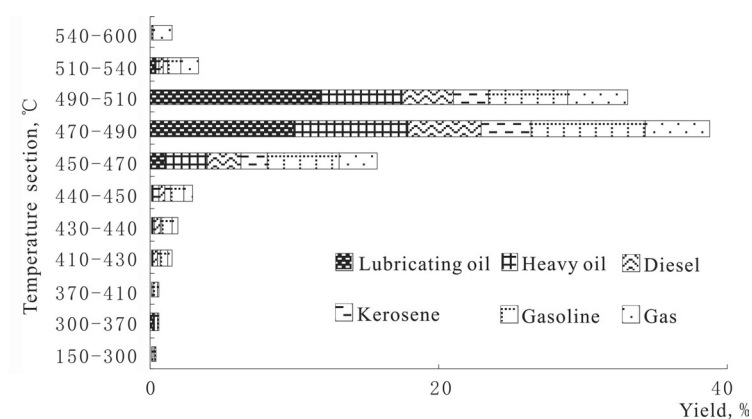 Temperature section, ℃
540-600
510-540
490-510
470-490
450-470
440-450
430-440
410-430
370-410
300-370
150-300
Lubricating oil
Heavy oil
Diesel
Kerosene
Gasoline
Gas
0
20
40
Yield, %